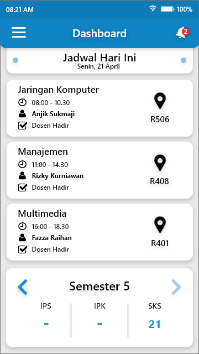 08:21 AM
100%
Dashboard
2
Jadwal Hari Ini
Senin, 21 April
Jaringan Komputer
08:00 - 10.30
Anjik Sukmaji
Dosen Hadir
R506
Manajemen
11:00 - 14.30
Rizky Kurniawan
Dosen Hadir
R408
Multimedia
16:00 - 18.30
Fazza Raihan
Dosen Hadir
R401
Semester 5
IPS IPK SKS
- - 21